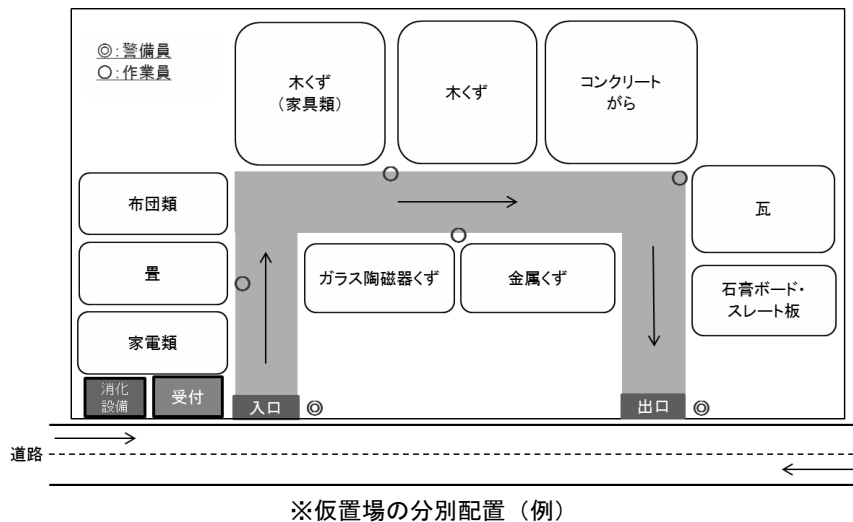 ◎:警備員
○:作業員
木くず
（家具類）
木くず
コンクリート
がら
布団類
畳
家電類
消化
設備
受付
入口
ガラス陶磁器くず
金属くず
瓦
石膏ボード・
スレート板
出口
道路
※仮置場の分別配置（例）